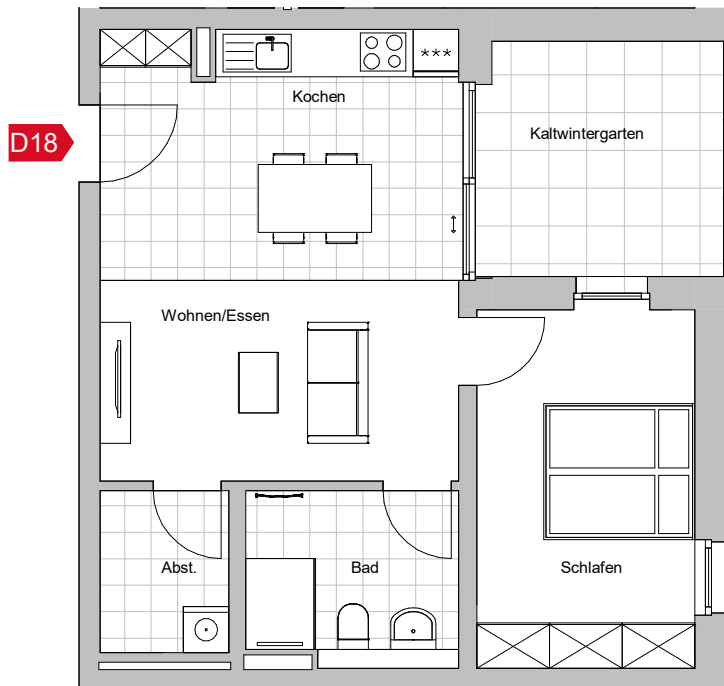 ***
Kochen
Kaltwintergarten
D18
Wohnen/Essen
Abst.
Bad
Schlafen